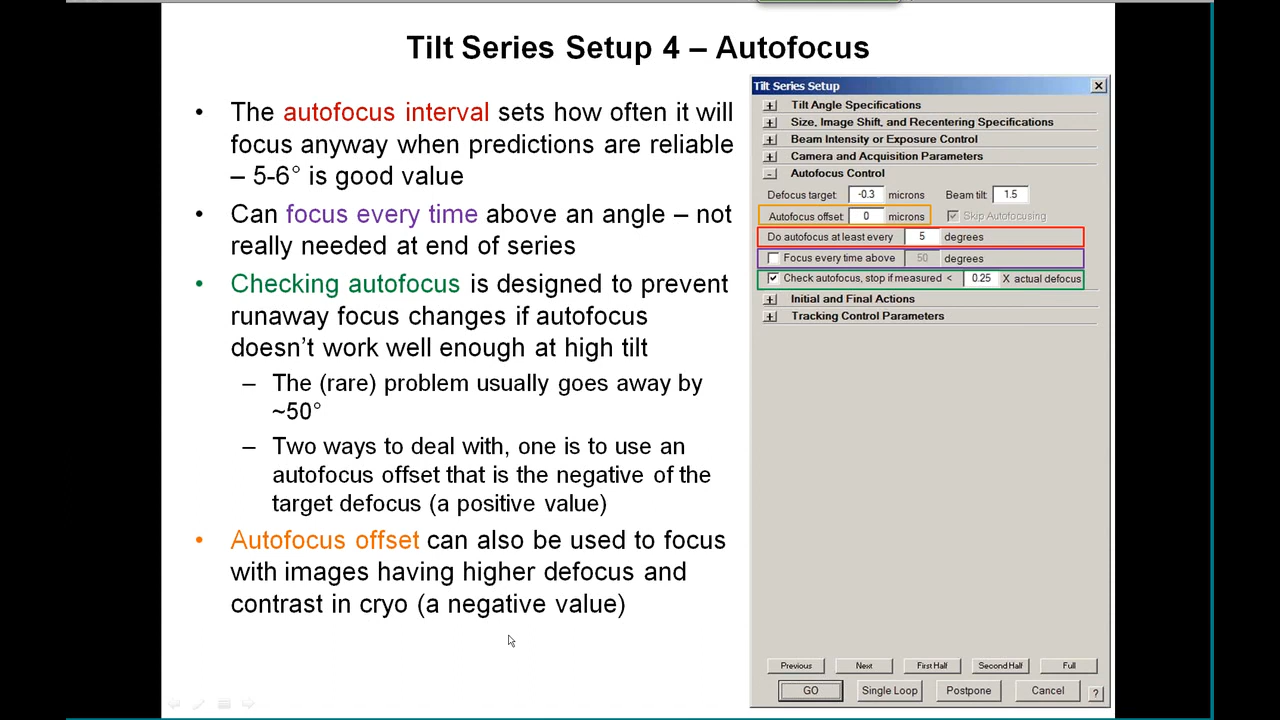 Tilt Series Setup 4 – Autofocus
• The autofocus interval sets how often it will
focus anyway when predictions are reliable
– 5-6° is good value
• Can focus every time above an angle – not
really needed at end of series
• Checking autofocus is designed to prevent
runaway focus changes if autofocus
doesn’t work well enough at high tilt
– The (rare) problem usually goes away by
~50°
– Two ways to deal with, one is to use an
autofocus offset that is the negative of the
target defocus (a positive value)
• Autofocus offset can also be used to focus
with images having higher defocus and
contrast in cryo (a negative value)
Tilt Series Setup
Tilt Angle Specifications
Size, Image Shift, and Recentering Specifications
Beam Intensity or Exposure Control
Camera and Acquisition Parameters
Autofocus Control
Defocus target: -0.3 microns Beam tilt: 1.5
Autofocus offset: 0 microns Skip Autofocusing
Do autofocus at least every 5 degrees
Focus every time above 50 degrees
Check autofocus, stop if measured < 0.25 X actual defocus
Initial and Final Actions
Tracking Control Parameters
Previous Next First Half Second Half Full
GO Single Loop Postpone Cancel ?